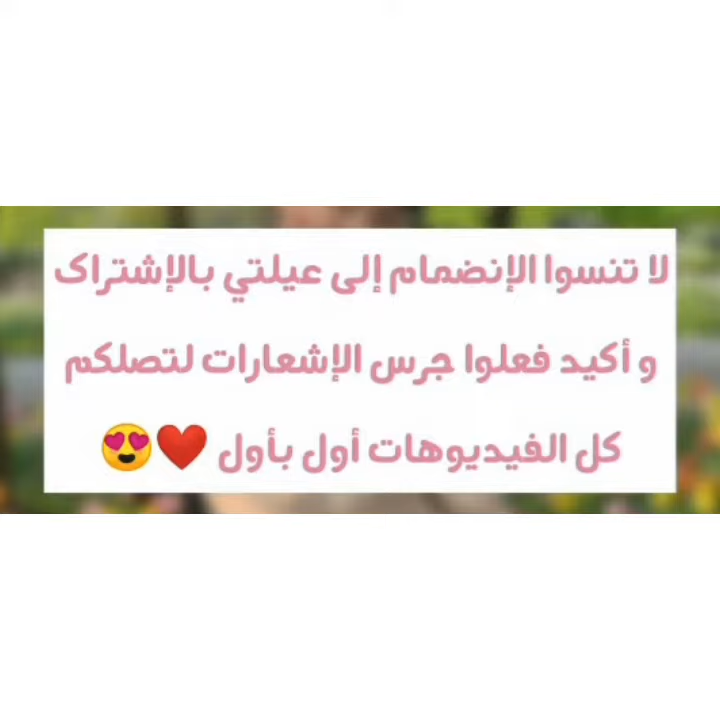 لا تنسوا الإنضمام إلى عيلتي بالإشتراك
و أكيد فعلوا جرس الإشعارات لتصلكم
كل الفيديوهات أول بأول ❤️😍